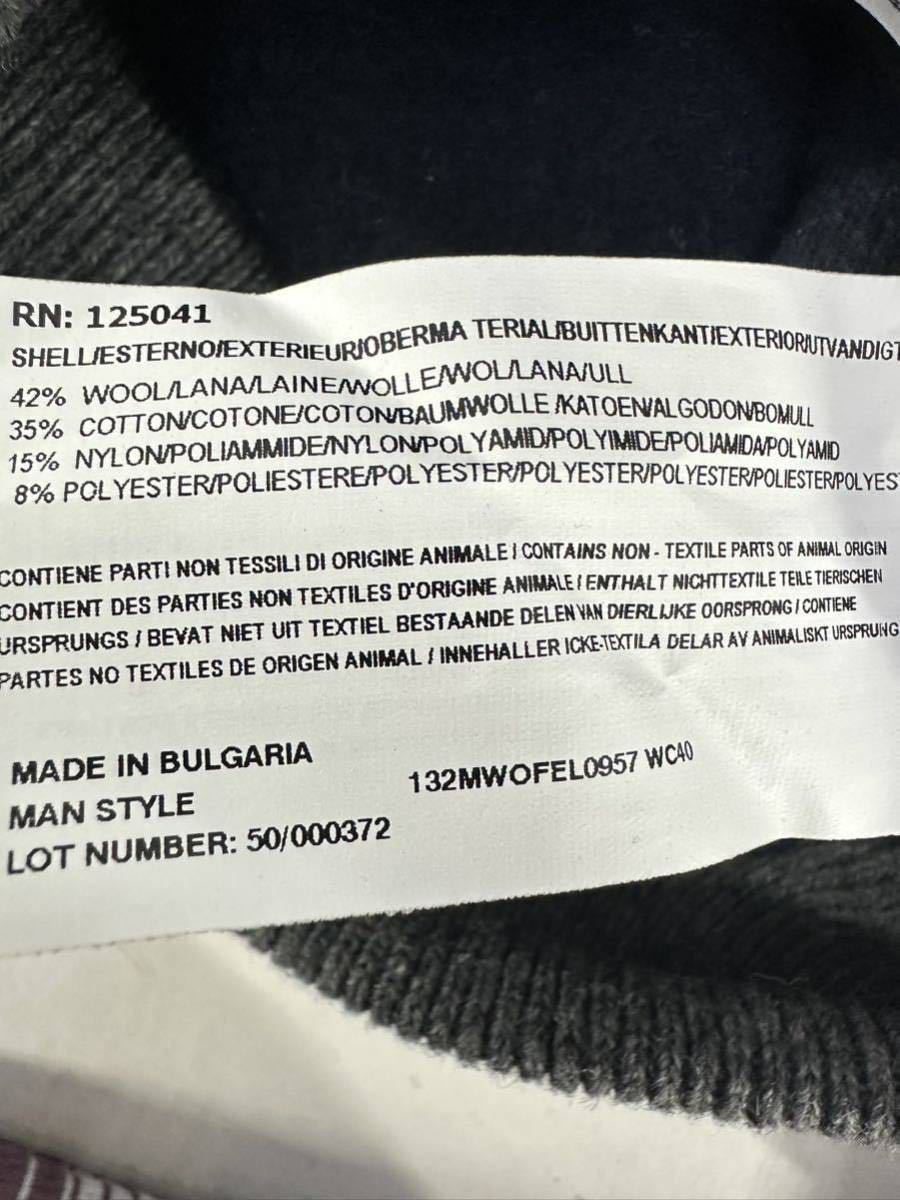 RN: 125041
SHELL/ESTERNO/EXTERIEUR/OBERMA TERIAL/BUITTENKANT/EXTERIOR/UTVANDIGT
42% WOOL/LANA/LAINE/WOLLE/WOL/LANA/ULL
35% COTTON/COTONE/COTON/BAUMWOLLE /KATOEN/ALGODON/BOMULL
15% NYLON/POLIAMMIDE/NYLON/POLYAMID/POLYIMIDE/POLIAMIDA/POLYAMID
8% POLYESTER/POLIESTERE/POLYESTER/POLYESTER/POLYESTER/POLIESTER/POLYEST
CONTIENE PARTI NON TESSILI DI ORIGINE ANIMALE / CONTAINS NON - TEXTILE PARTS OF ANIMAL ORIGIN
CONTIENT DES PARTIES NON TEXTILES D'ORIGINE ANIMALE / ENTHALT NICHTTEXTILE TEILE TIERISCHEN
URSPRUNGS / BEVAT NIET UIT TEXTIEL BESTAANDE DELEN VAN DIERLIJKE OORSPRONG / CONTIENE
PARTES NO TEXTILES DE ORIGEN ANIMAL / INNEHALLER ICKE-TEXTILA DELAR AV ANIMALISKT URSPRUNG
MADE IN BULGARIA
MAN STYLE 132MWOFEL0957 WC40
LOT NUMBER: 50/000372